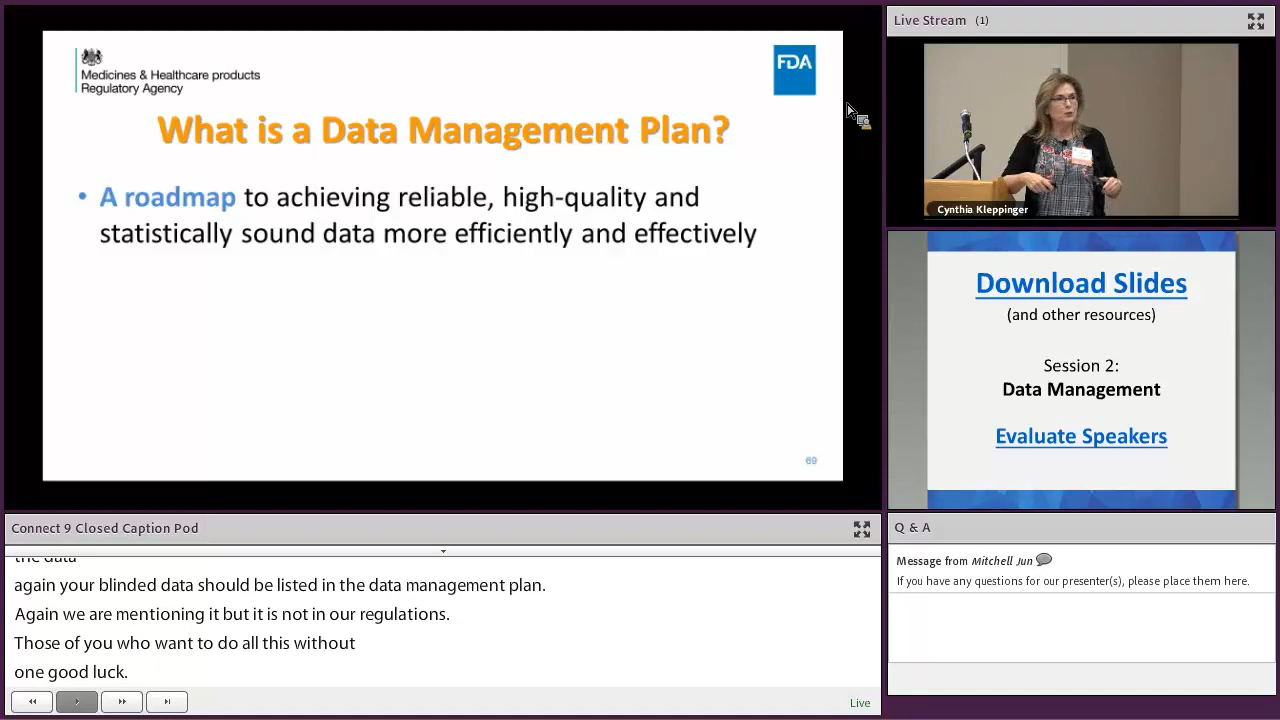 Medicines & Healthcare products
Regulatory Agency
FDA
What is a Data Management Plan?
• A roadmap to achieving reliable, high-quality and
statistically sound data more efficiently and effectively
69
Live Stream (1)
Cynthia Kleppinger
Download Slides
(and other resources)
Session 2:
Data Management
Evaluate Speakers
Connect 9 Closed Caption Pod
the data
again your blinded data should be listed in the data management plan.
Again we are mentioning it but it is not in our regulations.
Those of you who want to do all this without
one good luck.
Live
Q & A
Message from Mitchell Jun
If you have any questions for our presenter(s), please place them here.